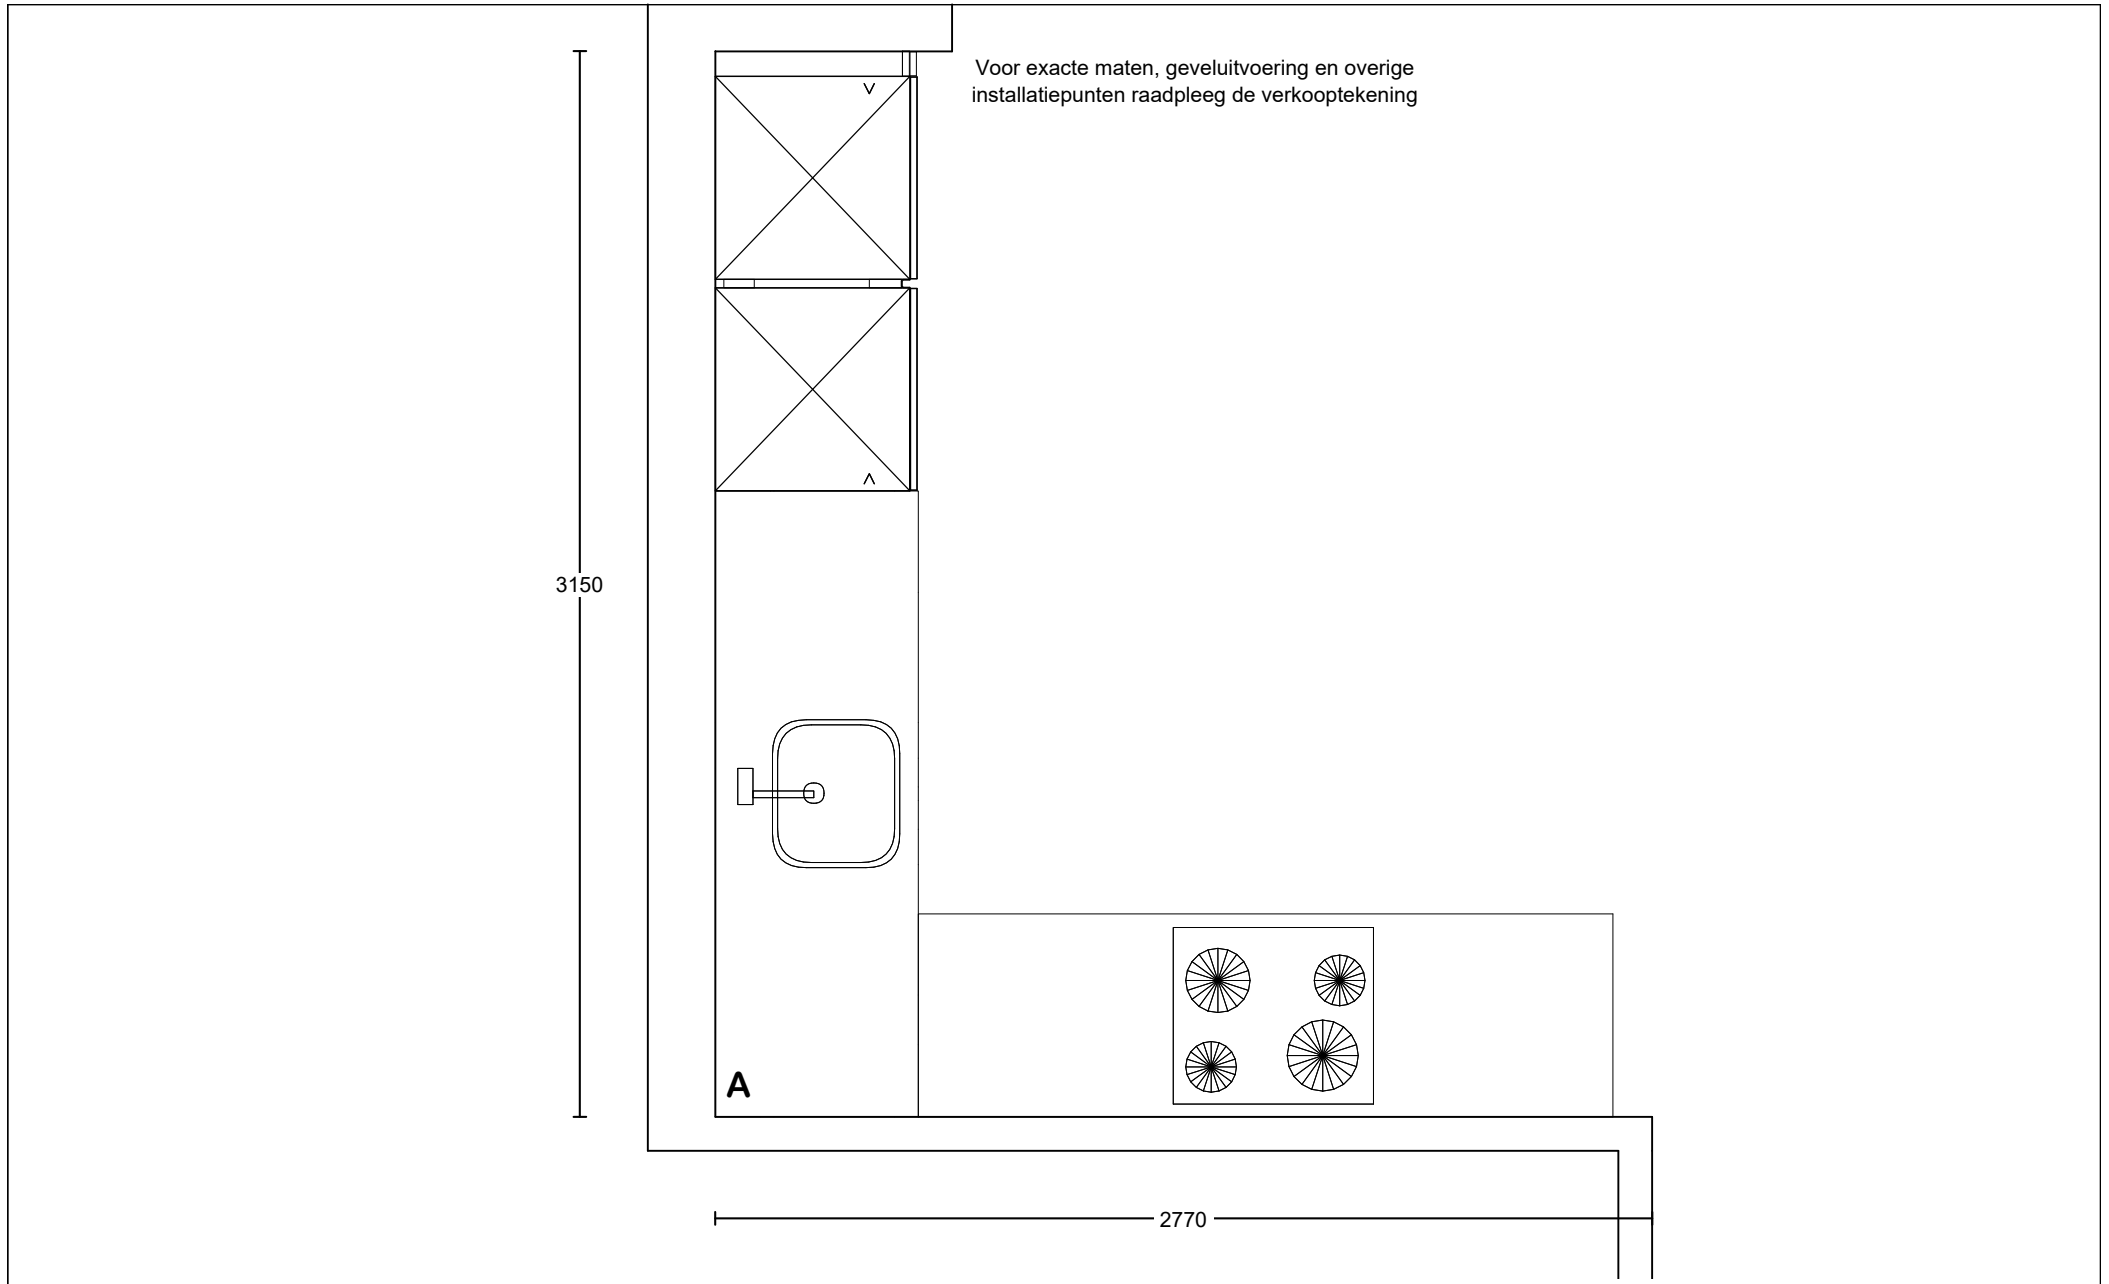 Voor exacte maten, geveluitvoering en overige
installatiepunten raadpleeg de verkooptekening
3150
A
2770